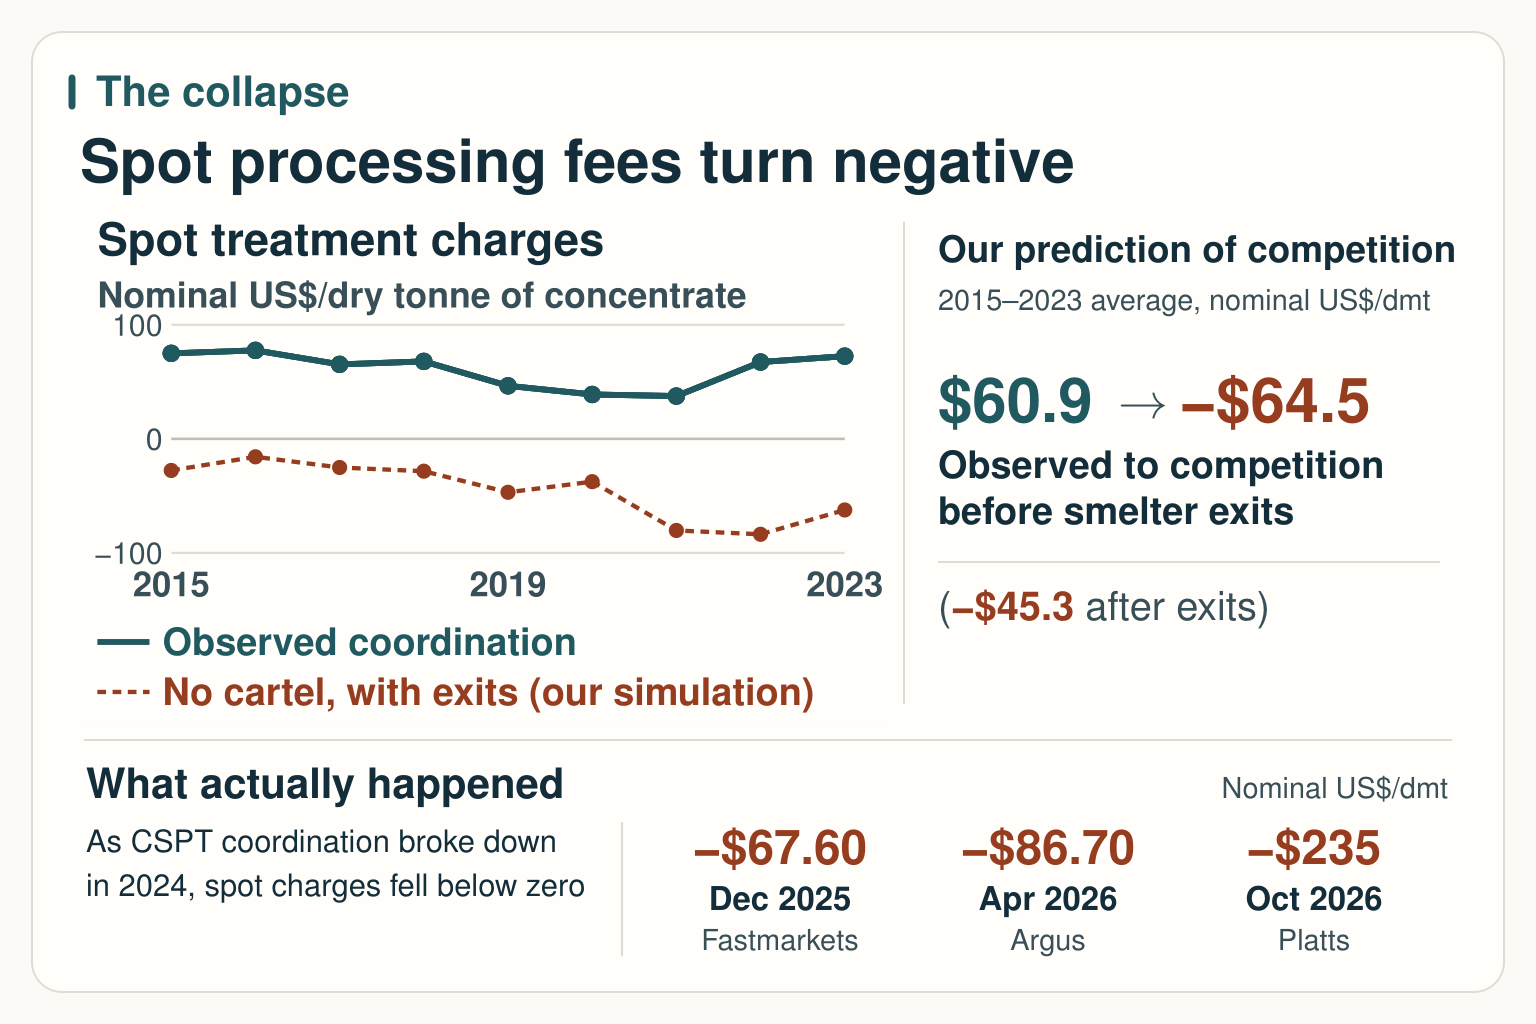 The collapse
Spot processing fees turn negative
Spot treatment charges
Nominal US$/dry tonne of concentrate
100
0
–100
2015 2019 2023
Observed coordination
No cartel, with exits (our simulation)
Our prediction of competition
2015–2023 average, nominal US$/dmt
$60.9 → –$64.5
Observed to competition
before smelter exits
(–$45.3 after exits)
What actually happened
Nominal US$/dmt
As CSPT coordination broke down
in 2024, spot charges fell below zero
–$67.60
Dec 2025
Fastmarkets
–$86.70
Apr 2026
Argus
–$235
Oct 2026
Platts